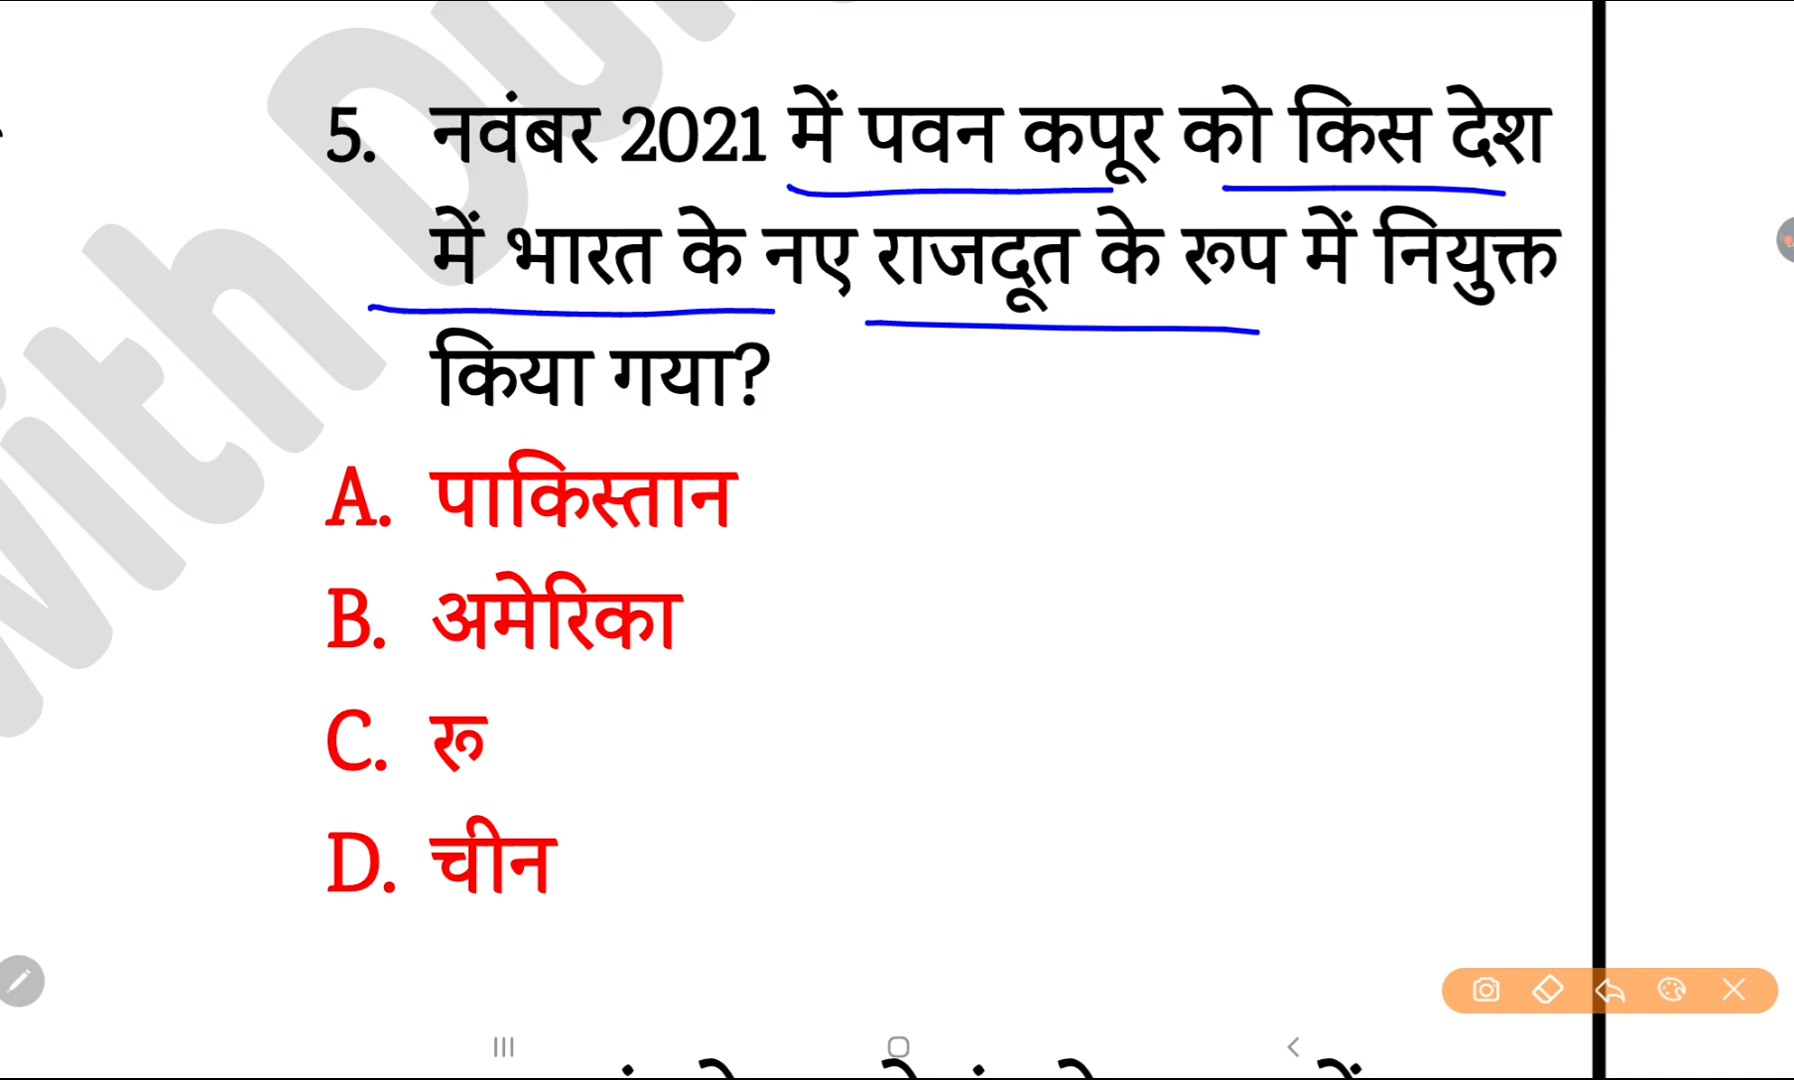 5. नवंबर 2021 में पवन कपूर को किस देश
में भारत के नए राजदूत के रूप में नियुक्त
किया गया?
A. पाकिस्तान
B. अमेरिका
C. रू
D. चीन